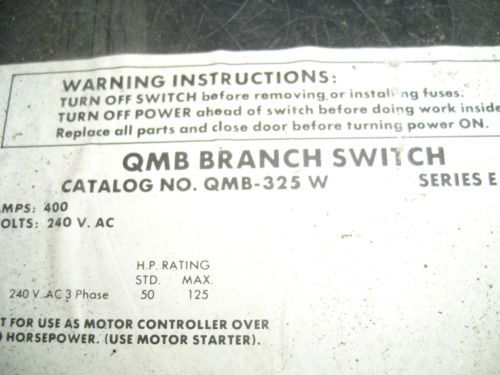 WARNING INSTRUCTIONS:
TURN OFF SWITCH before removing or installing fuses.
TURN OFF POWER ahead of switch before doing work inside
Replace all parts and close door before turning power ON.
QMB BRANCH SWITCH
CATALOG NO. QMB-325 W SERIES E
AMPS: 400
VOLTS: 240 V. AC
H.P. RATING
STD. MAX.
240 V. AC 3 Phase 50 125
FOR USE AS MOTOR CONTROLLER OVER
HORSEPOWER. (USE MOTOR STARTER).